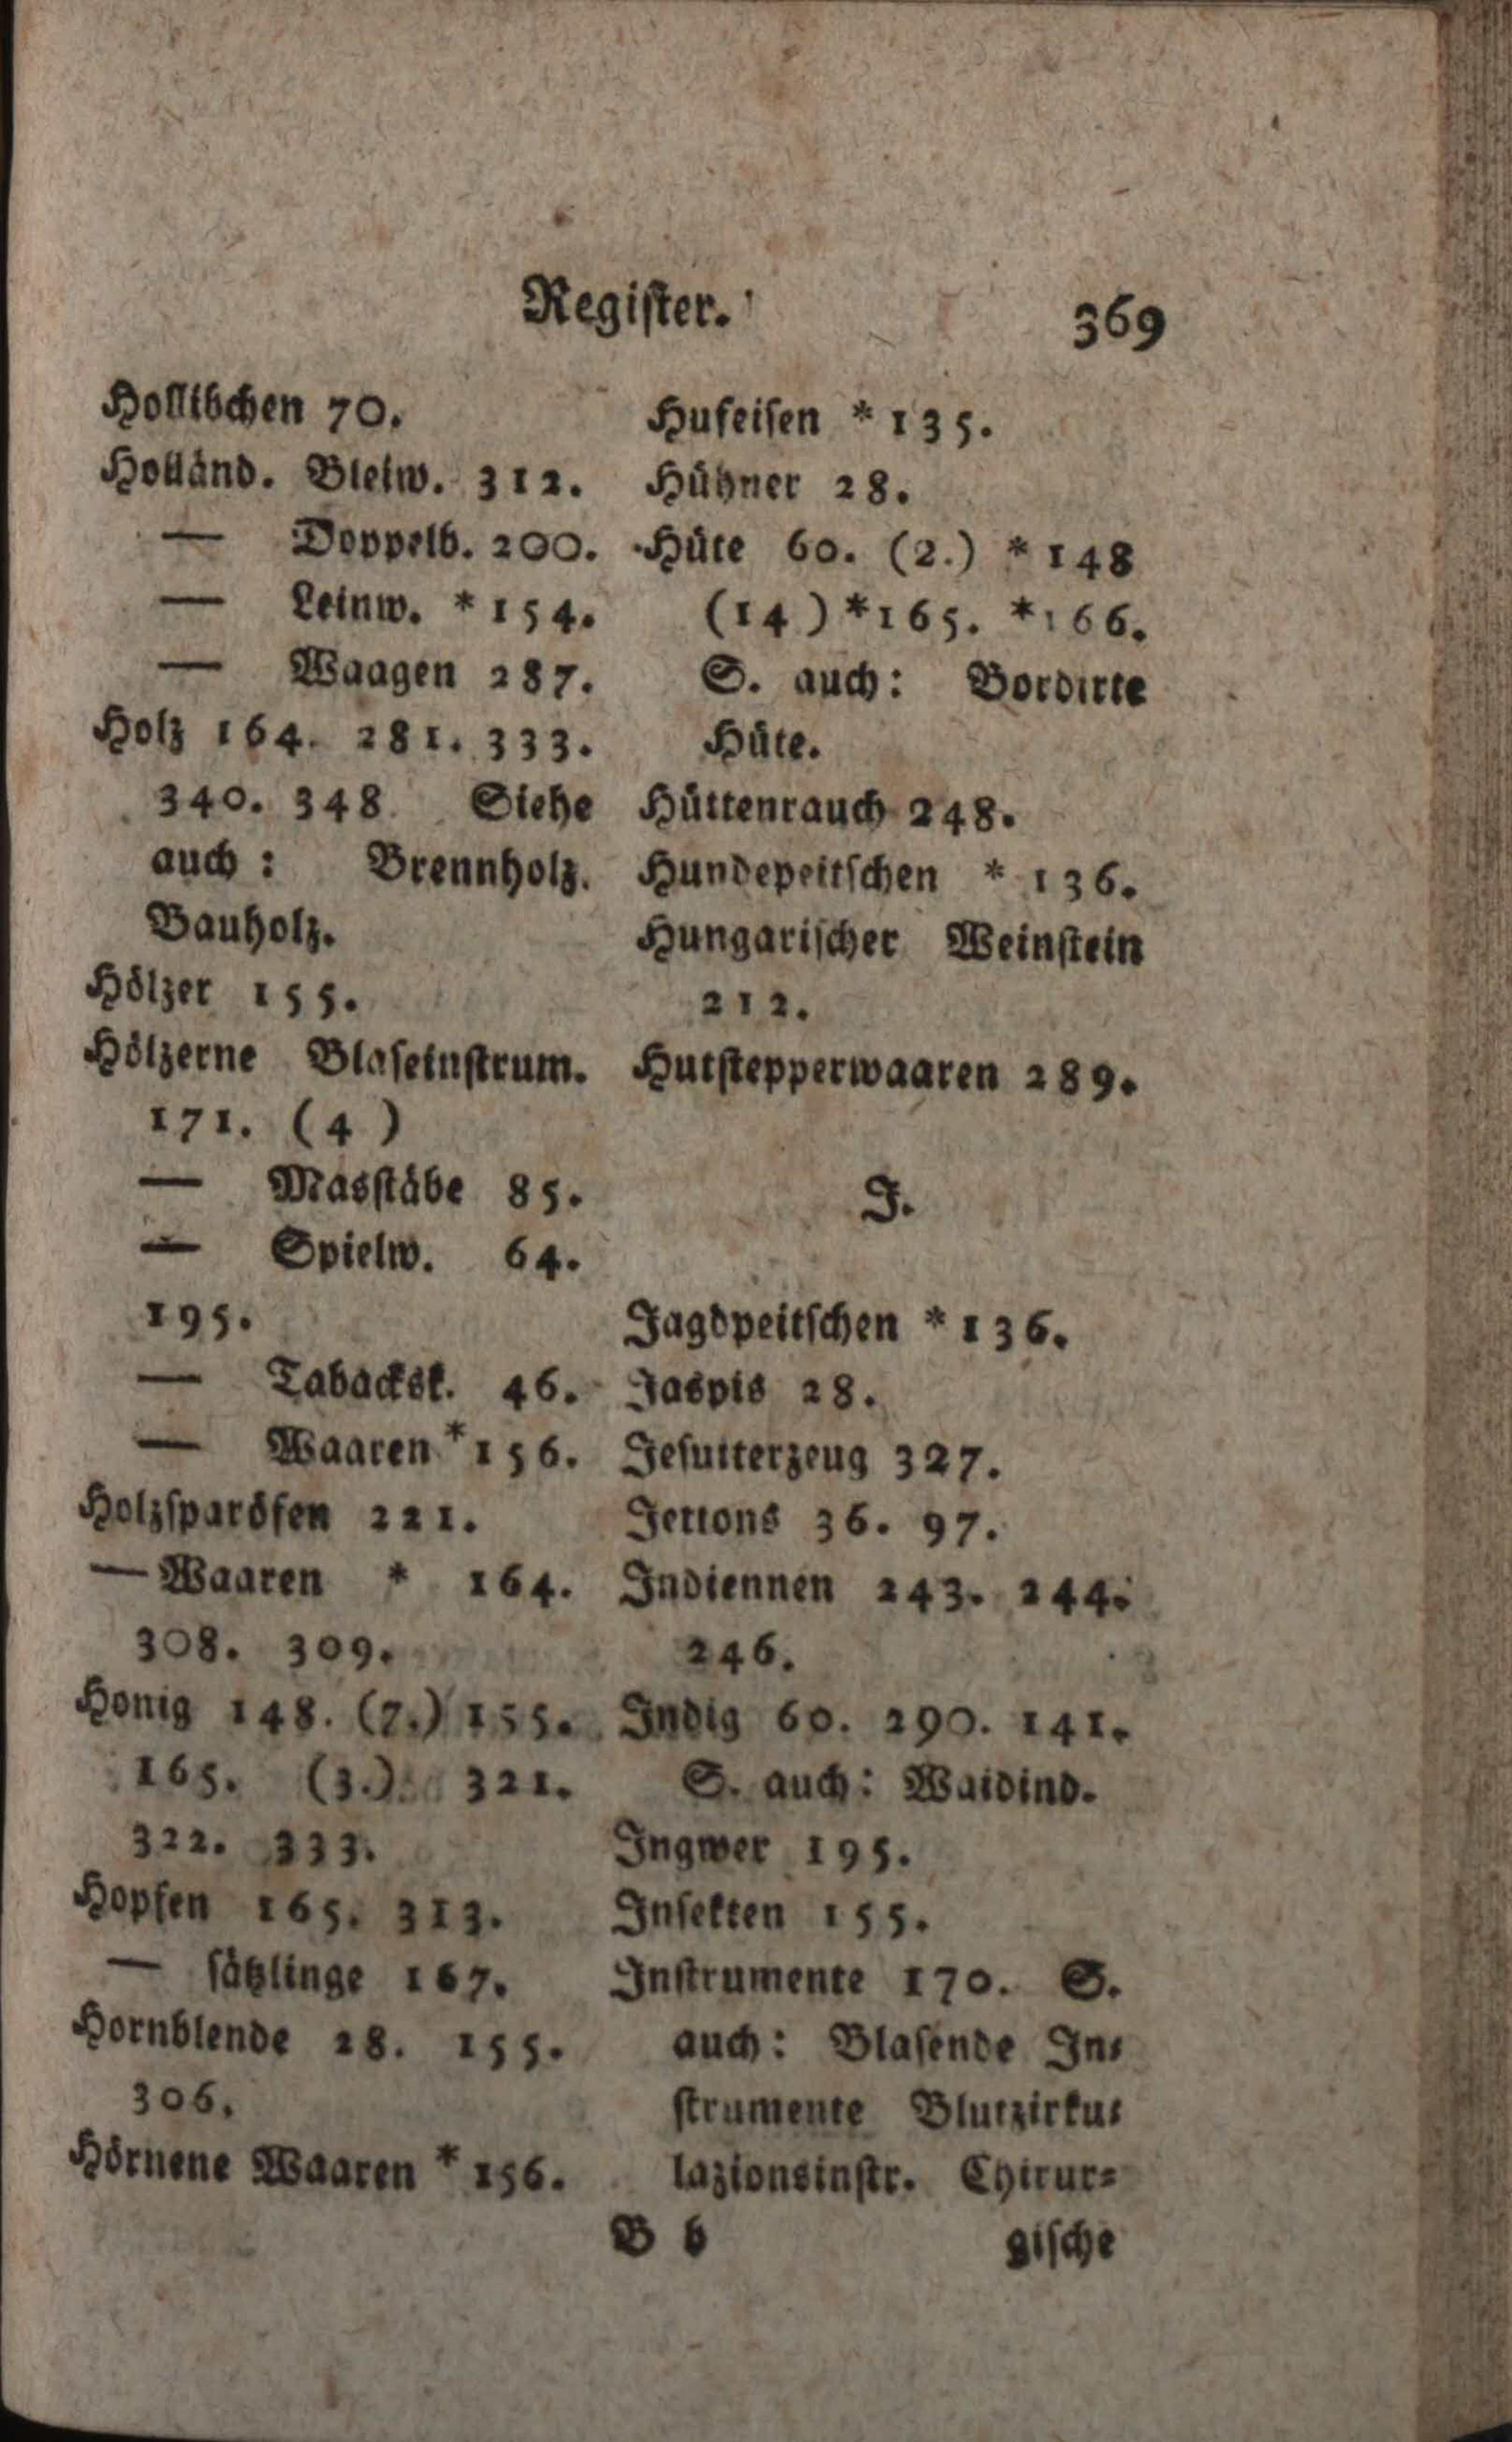 Register.
369
Hollibchen 70.
Holländ. Bleiw. 312.
— Doppelb. 200.
— Leinw. * 154.
— Waagen 287.
Holz 164. 281. 333.
340. 348. Siehe
auch: Brennholz.
Bauholz.
Hölzer 155.
Hölzerne Blaseinstrum.
171. (4)
— Masstäbe 85.
— Spielw. 64.
195.
— Tabacksk. 46.
— Waaren * 156.
Holzsparöfen 221.
— Waaren * 164.
308. 309.
Honig 148. (7.) 155.
165. (3.) 321.
322. 333.
Hopfen 165. 313.
— sätzlinge 167.
Hornblende 28. 155.
306.
Hörnene Waaren * 156.
Hufeisen * 135.
Hühner 28.
Hüte 60. (2.) * 148
(14) *165. *166.
S. auch: Bordirte
Hüte.
Hüttenrauch 248.
Hundepeitschen * 136.
Hungarischer Weinstein
212.
Hutstepperwaaren 289.
J.
Jagdpeitschen * 136.
Jaspis 28.
Jesuiterzeug 327.
Jettons 36. 97.
Indiennen 243. 244.
246.
Indig 60. 290. 141.
S. auch: Waidind.
Ingwer 195.
Insekten 155.
Instrumente 170. S.
auch: Blasende In-
strumente Blutzirku-
lazionsinstr. Chirur-
B b
gische